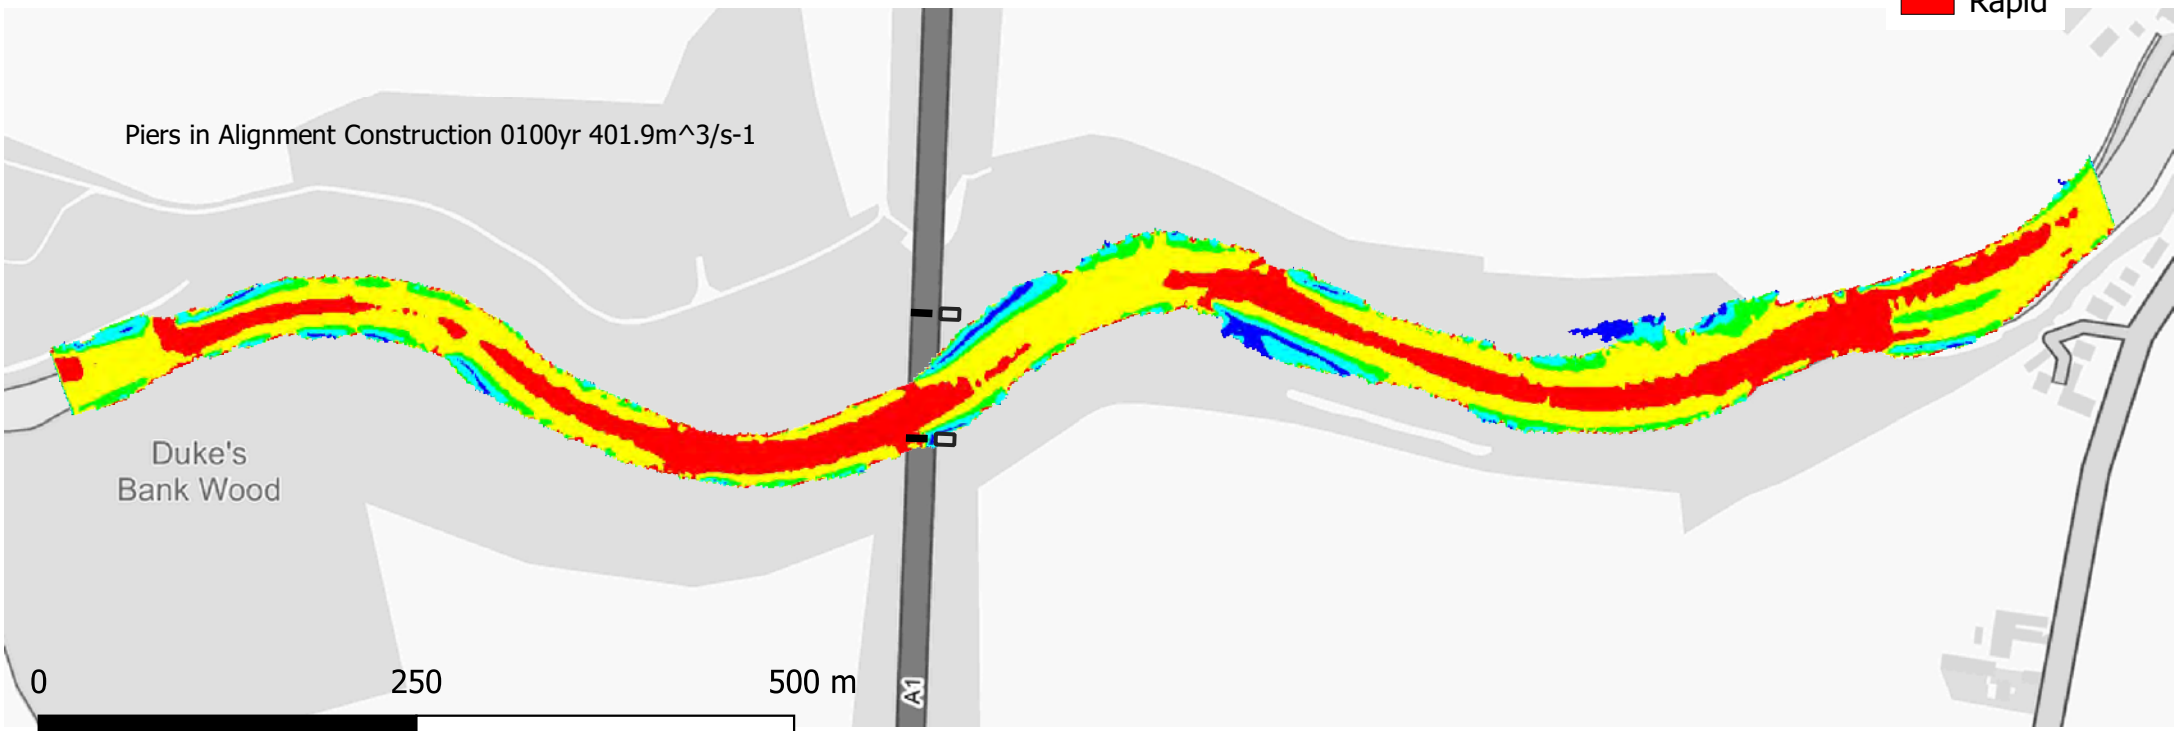 Rapid
Piers in Alignment Construction 0100yr 401.9m^3/s-1
Duke's
Bank Wood
0 250 500 m
A1